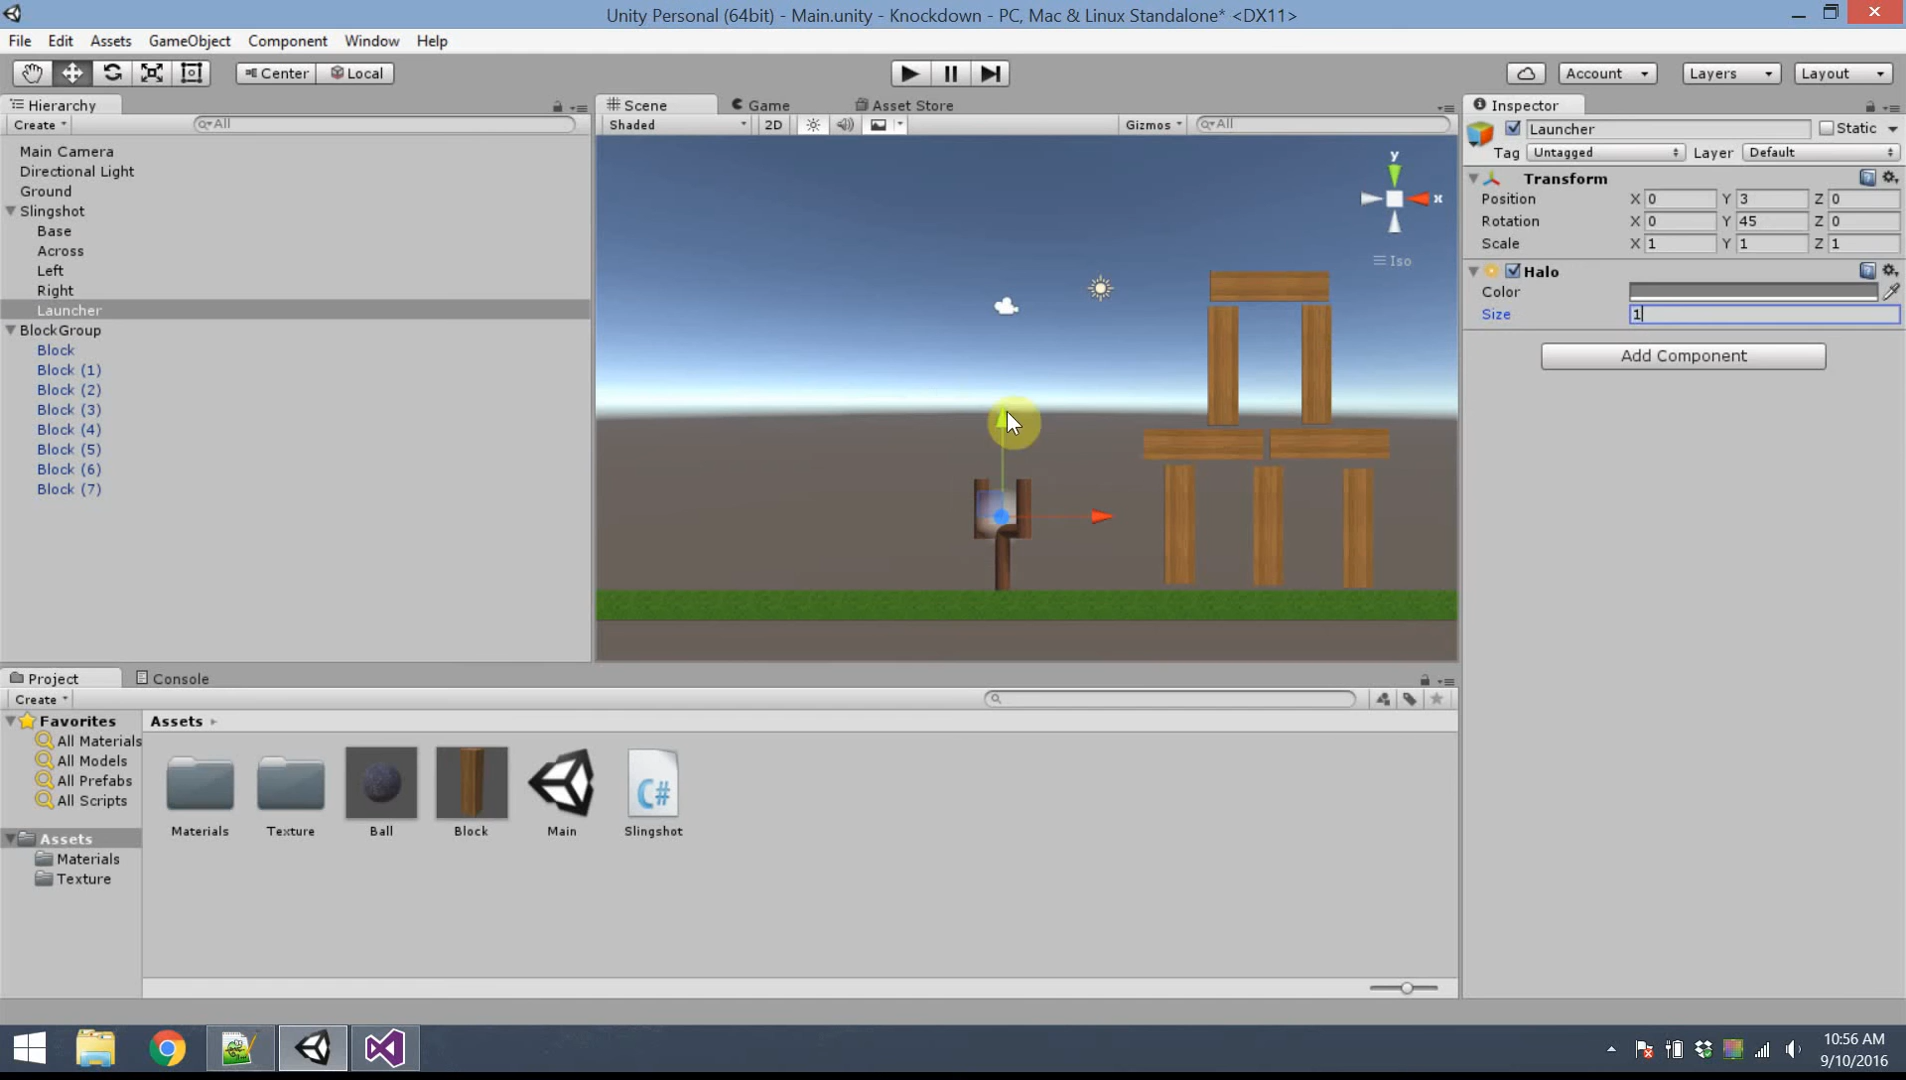 Unity Personal (64bit) - Main.unity - Knockdown - PC, Mac & Linux Standalone* <DX11>
File Edit Assets GameObject Component Window Help
Center Local Account Layers Layout
Hierarchy
Create All
Main Camera
Directional Light
Ground
Slingshot
Base
Across
Left
Right
Launcher
BlockGroup
Block
Block (1)
Block (2)
Block (3)
Block (4)
Block (5)
Block (6)
Block (7)
Scene Game Asset Store
Shaded 2D Gizmos All
y
x
Iso
Inspector
Launcher Static
Tag Untagged Layer Default
Transform
Position X 0 Y 3 Z 0
Rotation X 0 Y 45 Z 0
Scale X 1 Y 1 Z 1
Halo
Color
Size 1
Add Component
Project Console
Create
Favorites
All Materials
All Models
All Prefabs
All Scripts
Assets
Materials
Texture
Assets
C#
Materials Texture Ball Block Main Slingshot
10:56 AM
9/10/2016